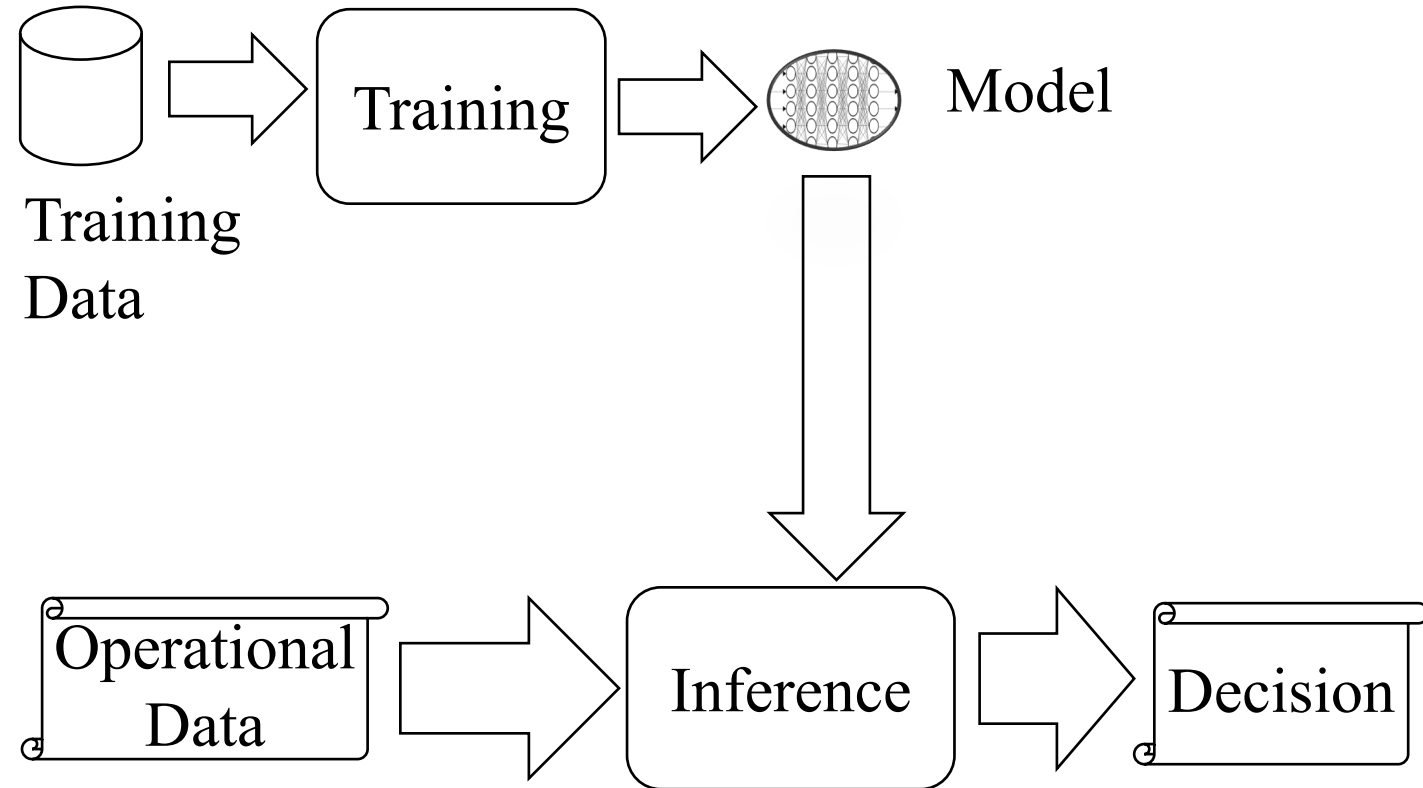 Training
Model
Training
Data
Operational
Data
Inference
Decision